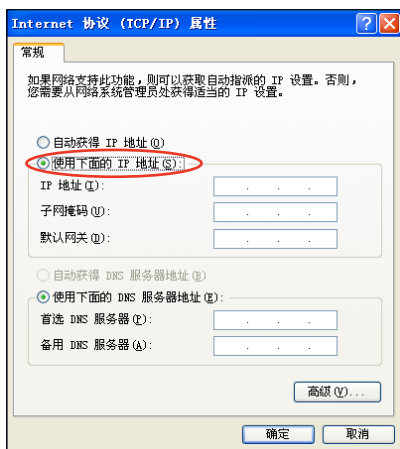 Internet 协议 (TCP/IP) 属性
常规
如果网络支持此功能，则可以获取自动指派的 IP 设置。否则，
您需要从网络系统管理员处获得适当的 IP 设置。
自动获得 IP 地址(O)
使用下面的 IP 地址(S):
IP 地址(I):
子网掩码(U):
默认网关(D):
自动获得 DNS 服务器地址(B)
使用下面的 DNS 服务器地址(E):
首选 DNS 服务器(P):
备用 DNS 服务器(A):
高级(V)...
确定 取消